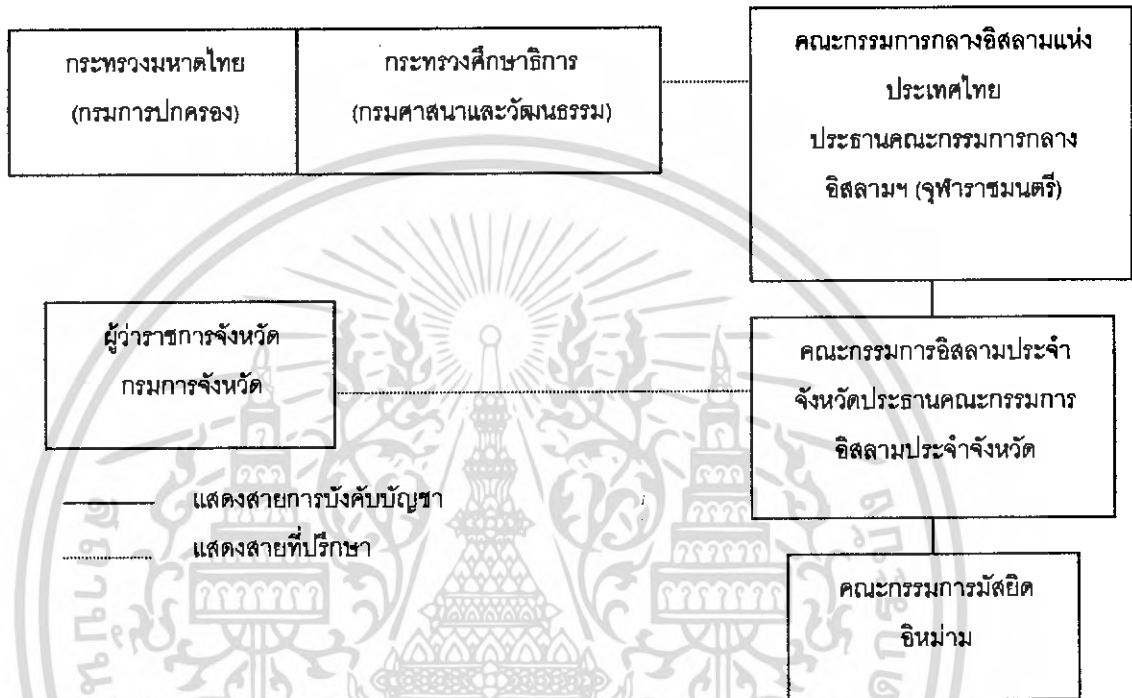 กระทรวงมหาดไทย
(กรมการปกครอง)
กระทรวงศึกษาธิการ
(กรมศาสนาและวัฒนธรรม)
คณะกรรมการกลางอิสลามแห่ง
ประเทศไทย
ประธานคณะกรรมการกลาง
อิสลามฯ (จุฬาราชมนตรี)
ผู้ว่าราชการจังหวัด
กรมการจังหวัด
คณะกรรมการอิสลามประจำ
จังหวัดประธานคณะกรรมการ
อิสลามประจำจังหวัด
แสดงสายการบังคับบัญชา
แสดงสายที่ปรึกษา
คณะกรรมการมัสยิด
อิหม่าม